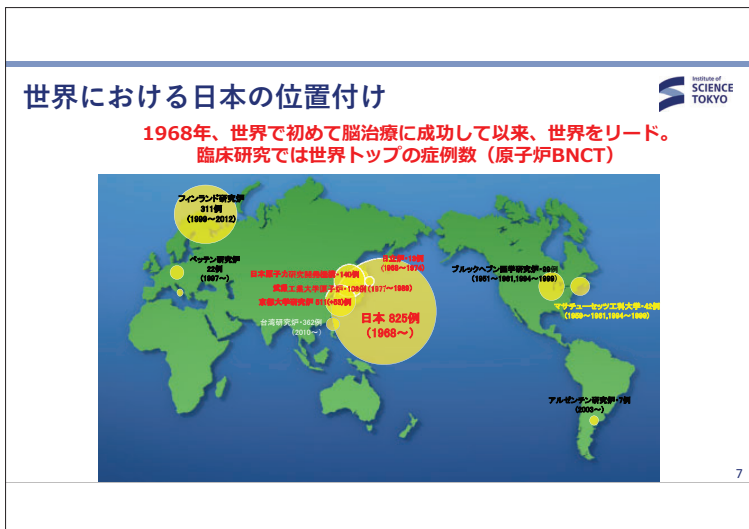 世界における日本の位置付け
Institute of
SCIENCE
TOKYO
1968年、世界で初めて脳治療に成功して以来、世界をリード。
臨床研究では世界トップの症例数（原子炉BNCT）
フィンランド研究炉
311例
(1999～2012)
ペッテン研究炉
22例
(1997～)
日立炉・13例
(1968～1974)
日本原子力研究開発機構・140例
武蔵工業大学原子炉・108例(1977～1989)
京都大学研究炉 511(+53)例
台湾研究炉・362例
(2010～)
日本 825例
(1968～)
ブルックヘブン医学研究炉・99例
(1951～1961,1994～1999)
マサチューセッツ工科大学・42例
(1959～1961,1994～1999)
アルゼンチン研究炉・7例
(2003～)
7